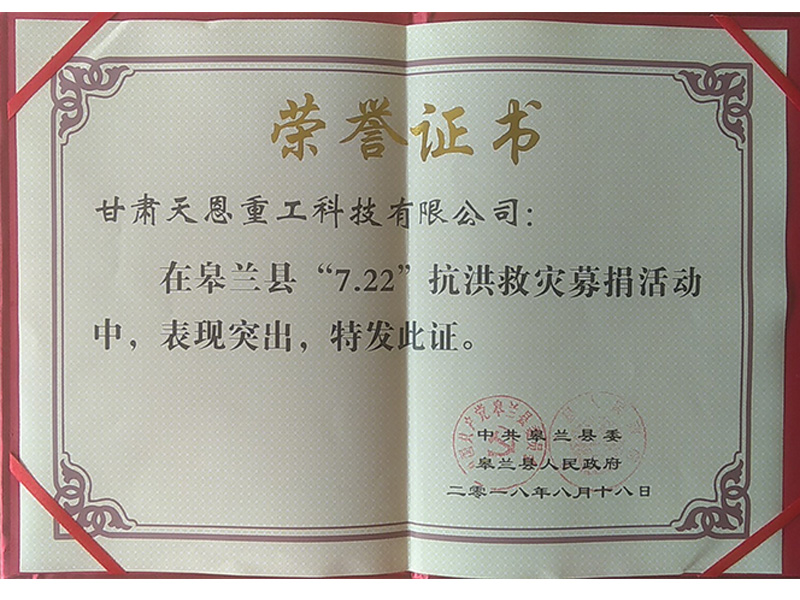 荣誉证书
甘肃天恩重工科技有限公司:
在皋兰县“7.22”抗洪救灾募捐活动
中，表现突出，特发此证。
中共皋兰县委
皋兰县人民政府
二零一八年八月十八日